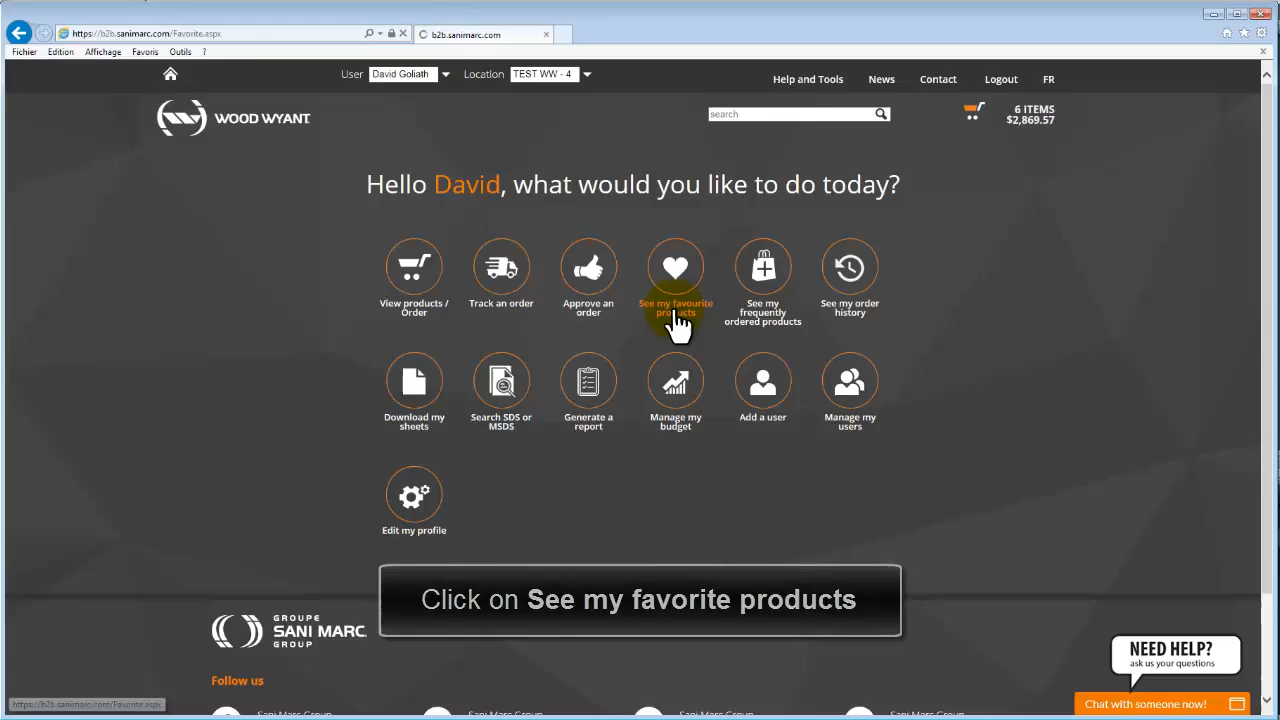 https://b2b.sanimarc.com/Favorite.aspx
b2b.sanimarc.com
Fichier Edition Affichage Favoris Outils ?
User David Goliath Location TEST WW - 4
Help and Tools News Contact Logout FR
WOOD WYANT
search
6 ITEMS
$2,869.57
Hello David, what would you like to do today?
View products /
Order
Track an order
Approve an
order
See my favourite
products
See my
frequently
ordered products
See my order
history
Download my
sheets
Search SDS or
MSDS
Generate a
report
Manage my
budget
Add a user
Manage my
users
Edit my profile
Click on See my favorite products
GROUPE
SANI MARC
GROUP
NEED HELP?
ask us your questions
Follow us
Chat with someone now!
https://b2b.sanimarc.com/Favorite.aspx
Sani Marc Group Sani Marc Group Sani Marc Group Sani Marc Group